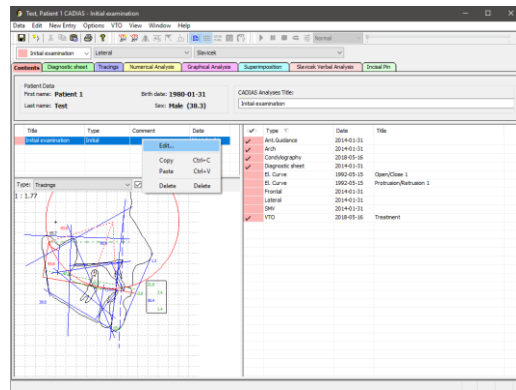 Test, Patient 1 CADIAS - Initial examination
Data Edit New Entry Options VTO View Window Help
Normal
Initial examination Lateral Slavicek
Contents Diagnostic sheet Tracings Numerical Analysis Graphical Analysis Superimposition Slavicek Verbal Analysis Incisal Pin
Patient Data
First name: Patient 1 Birth date: 1980-01-31
Last name: Test Sex: Male (38.3)
CADIAS Analyses Title:
Initial examination
Title Type Comment Date
Initial examination Initial
Edit...
Copy Ctrl-C
Paste Ctrl-V
Delete Delete
Type: Tracings
1 : 1.77
Type Date Title
Ant.Guidance 2014-01-31
Arch 2014-01-31
Condylography 2018-05-16
Diagnostic sheet 2014-01-31
El. Curve 1992-05-15 Open/Close 1
El. Curve 1992-05-15 Protrusion/Retrusion 1
Frontal 2014-01-31
Lateral 2014-01-31
SMV 2014-01-31
VTO 2018-05-16 Treatment